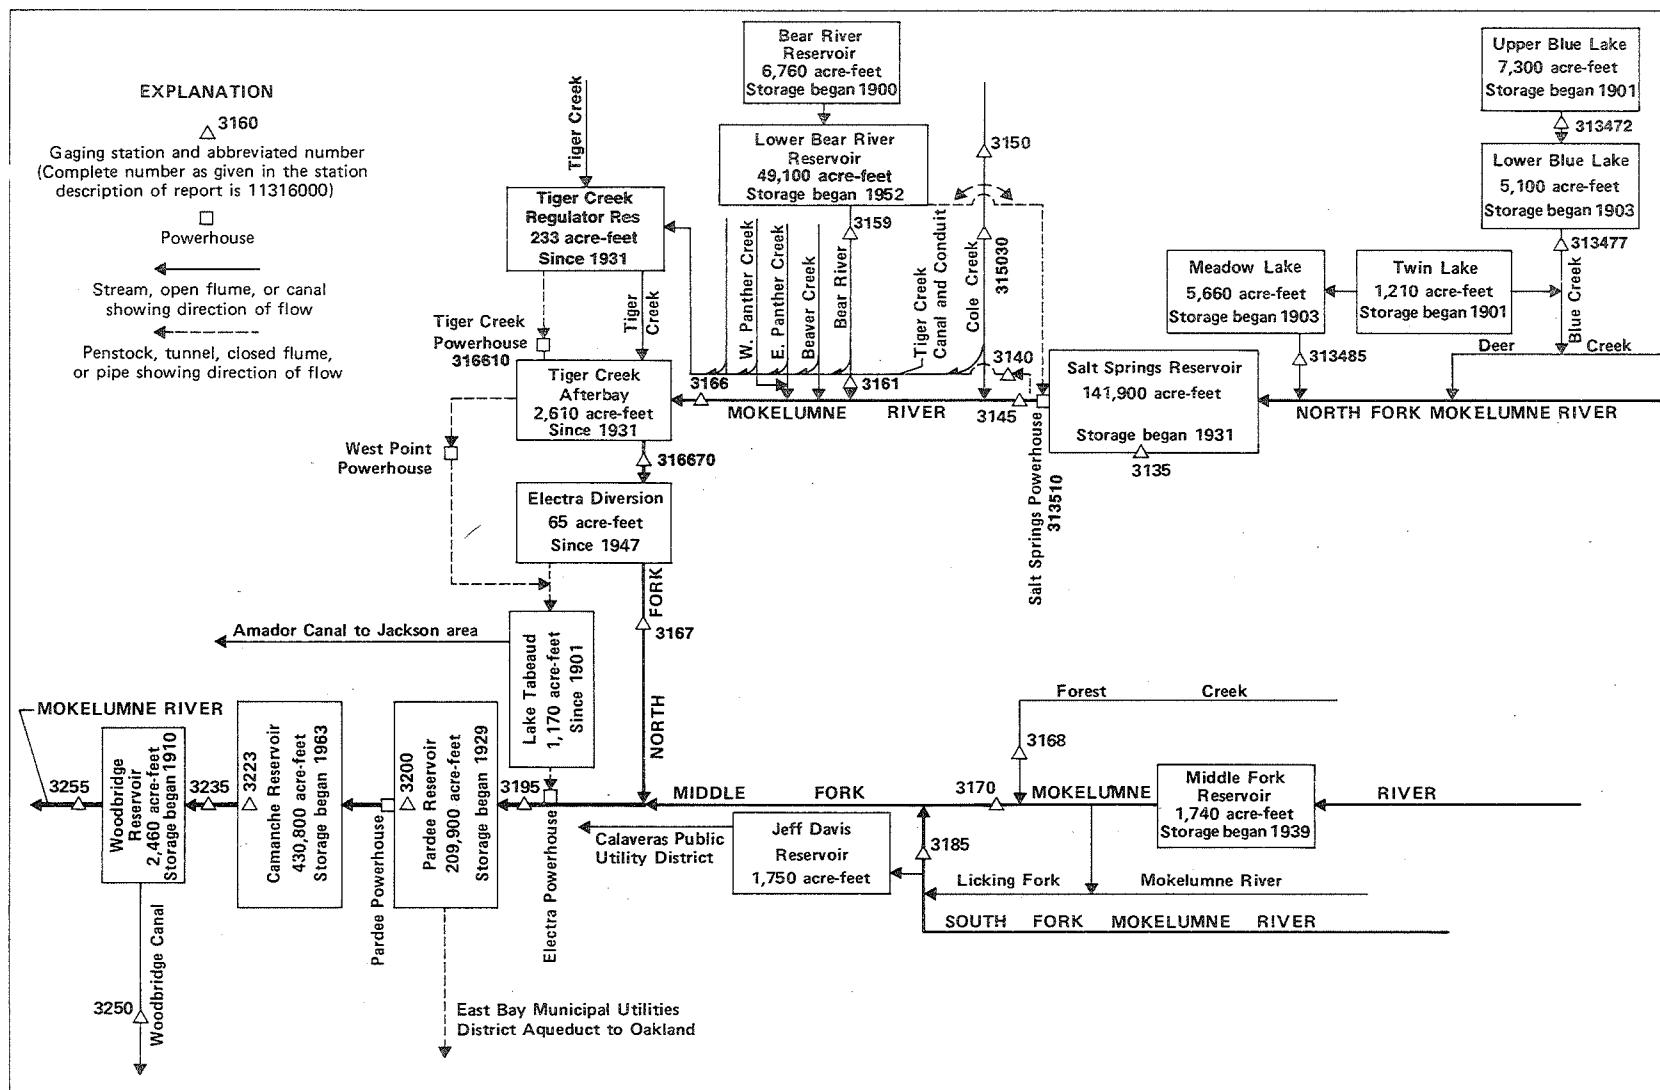 EXPLANATION
3160
Gaging station and abbreviated number
(Complete number as given in the station
description of report is 11316000)
Powerhouse
Stream, open flume, or canal
showing direction of flow
Penstock, tunnel, closed flume,
or pipe showing direction of flow
Bear River
Reservoir
6,760 acre-feet
Storage began 1900
Upper Blue Lake
7,300 acre-feet
Storage began 1901
313472
Lower Blue Lake
5,100 acre-feet
Storage began 1903
313477
Blue Creek
Tiger Creek
Lower Bear River
Reservoir
49,100 acre-feet
Storage began 1952
3150
3159
Tiger Creek
Regulator Res
233 acre-feet
Since 1931
W. Panther Creek
E. Panther Creek
Beaver Creek
Bear River
Tiger Creek
Canal and Conduit
Cole Creek
315030
Meadow Lake
5,660 acre-feet
Storage began 1903
Twin Lake
1,210 acre-feet
Storage began 1901
313485
Deer Creek
Tiger Creek
Powerhouse
316610
Tiger
Creek
Tiger Creek
Afterbay
2,610 acre-feet
Since 1931
3166
3161
3140
3145
MOKELUMNE RIVER
Salt Springs Reservoir
141,900 acre-feet
Storage began 1931
3135
NORTH FORK MOKELUMNE RIVER
Salt Springs Powerhouse
313510
West Point
Powerhouse
316670
Electra Diversion
65 acre-feet
Since 1947
FORK
3167
NORTH
Amador Canal to Jackson area
Lake Tabeaud
1,170 acre-feet
Since 1901
Forest Creek
3168
MOKELUMNE RIVER
3255
Woodbridge
Reservoir
2,460 acre-feet
Storage began 1910
3235
3223
Camanche Reservoir
430,800 acre-feet
Storage began 1963
3200
Pardee Reservoir
209,900 acre-feet
Storage began 1929
3195
MIDDLE FORK
3170
MOKELUMNE
Middle Fork
Reservoir
1,740 acre-feet
Storage began 1939
RIVER
Calaveras Public
Utility District
Jeff Davis
Reservoir
1,750 acre-feet
3185
Licking Fork Mokelumne River
SOUTH FORK MOKELUMNE RIVER
Pardee Powerhouse
Electra Powerhouse
Woodbridge Canal
3250
East Bay Municipal Utilities
District Aqueduct to Oakland